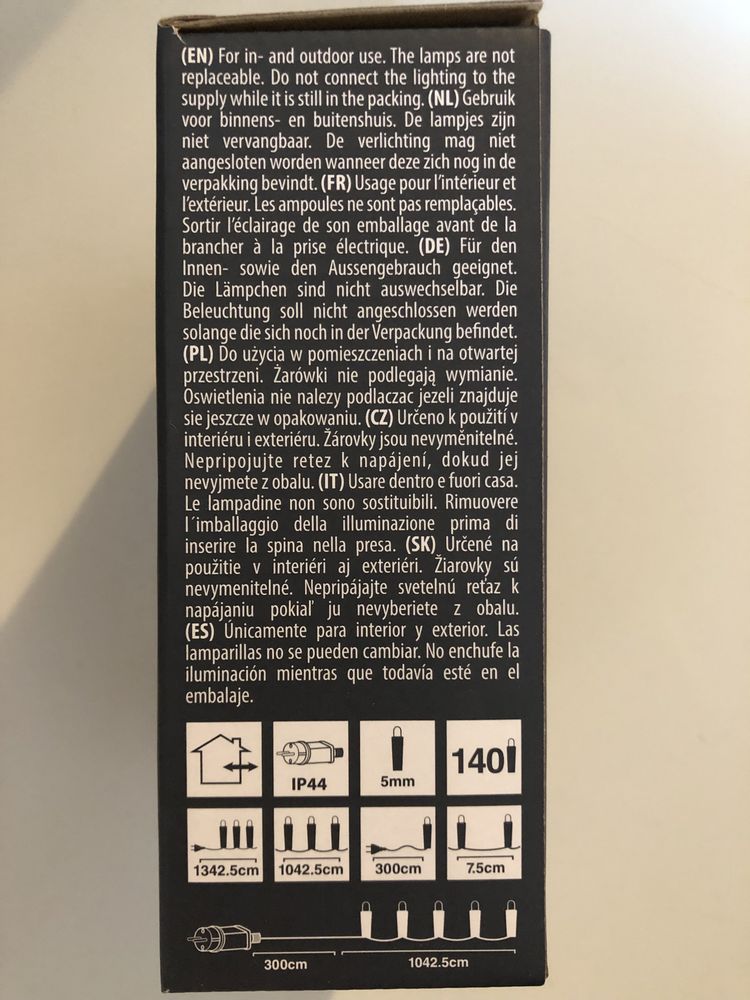 (EN) For in- and outdoor use. The lamps are not
replaceable. Do not connect the lighting to the
supply while it is still in the packing. (NL) Gebruik
voor binnens- en buitenshuis. De lampjes zijn
niet vervangbaar. De verlichting mag niet
aangesloten worden wanneer deze zich nog in de
verpakking bevindt. (FR) Usage pour l'intérieur et
l'extérieur. Les ampoules ne sont pas remplaçables.
Sortir l'éclairage de son emballage avant de la
brancher à la prise électrique. (DE) Für den
Innen- sowie den Aussengebrauch geeignet.
Die Lämpchen sind nicht auswechselbar. Die
Beleuchtung soll nicht angeschlossen werden
solange die sich noch in der Verpackung befindet.
(PL) Do użycia w pomieszczeniach i na otwartej
przestrzeni. Żarówki nie podlegają wymianie.
Oswietlenia nie nalezy podlaczac jezeli znajduje
sie jeszcze w opakowaniu. (CZ) Určeno k použití v
interiéru i exteriéru. Žárovky jsou nevyměnitelné.
Nepripojujte retez k napájení, dokud jej
nevyjmete z obalu. (IT) Usare dentro e fuori casa.
Le lampadine non sono sostituibili. Rimuovere
l´imballaggio della illuminazione prima di
inserire la spina nella presa. (SK) Určené na
použitie v interiéri aj exteriéri. Žiarovky sú
nevymenitelné. Nepripájajte svetelnú reťaz k
napájaniu pokiaľ ju nevyberiete z obalu.
(ES) Únicamente para interior y exterior. Las
lamparillas no se pueden cambiar. No enchufe la
iluminación mientras que todavía esté en el
embalaje.
IP44 5mm 140
1342.5cm 1042.5cm 300cm 7.5cm
300cm 1042.5cm